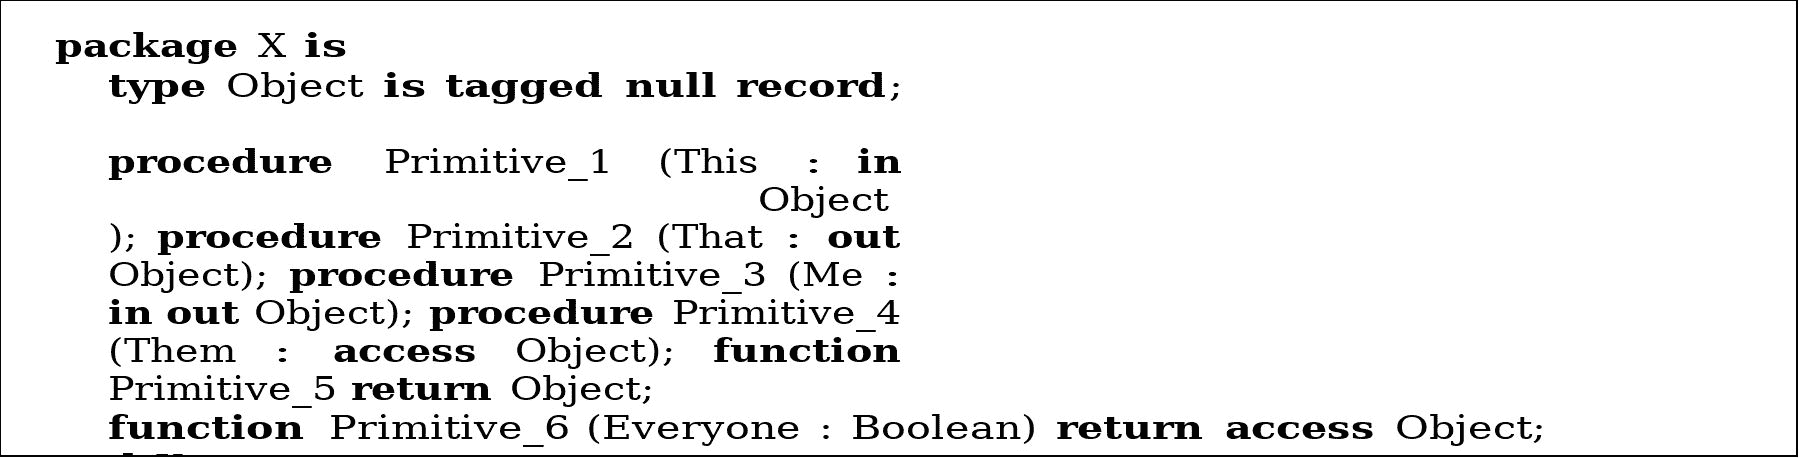 package X is
type Object is tagged null record;
procedure Primitive_1 (This : in
Object
); procedure Primitive_2 (That : out
Object); procedure Primitive_3 (Me :
in out Object); procedure Primitive_4
(Them : access Object); function
Primitive_5 return Object;
function Primitive_6 (Everyone : Boolean) return access Object;